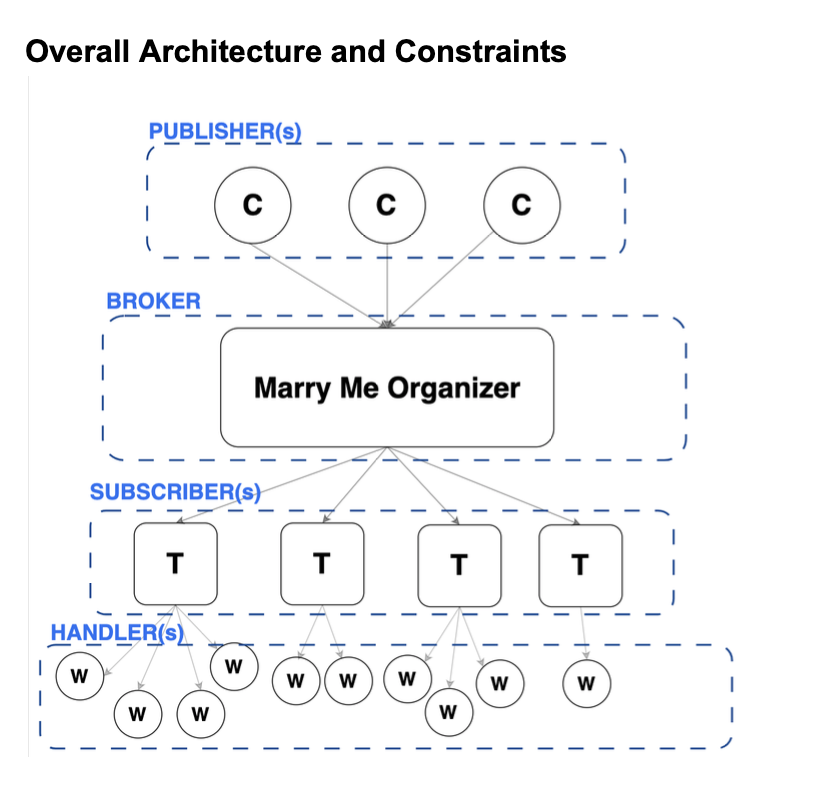 Overall Architecture and Constraints
PUBLISHER(s)
C C C
BROKER
Marry Me Organizer
SUBSCRIBER(s)
T T T T
HANDLER(s)
W W W W W W W W W W